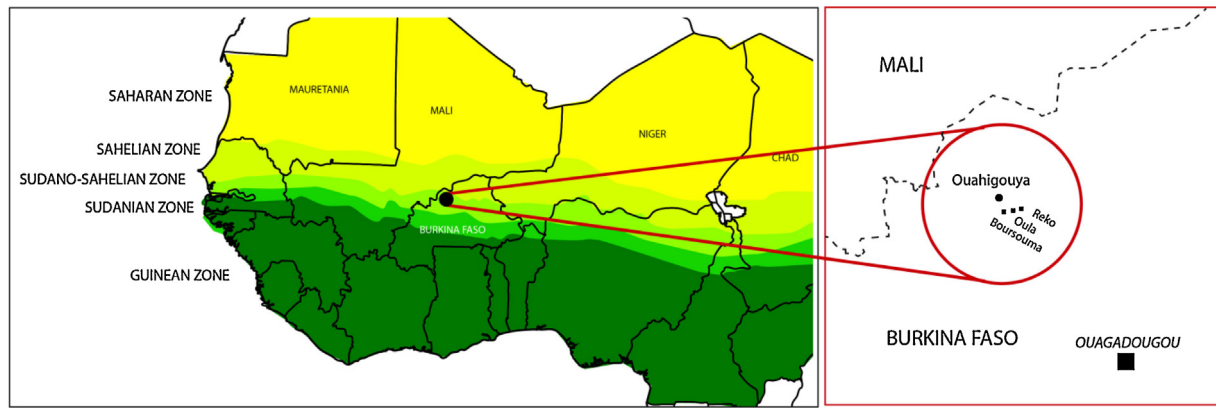 SAHARAN ZONE
SAHELIAN ZONE
SUDANO-SAHELIAN ZONE
SUDANIAN ZONE
GUINEAN ZONE
MAURETANIA
MALI
NIGER
CHAD
BURKINA FASO
MALI
Ouahigouya
Reko
Oula
Boursouma
BURKINA FASO
OUAGADOUGOU